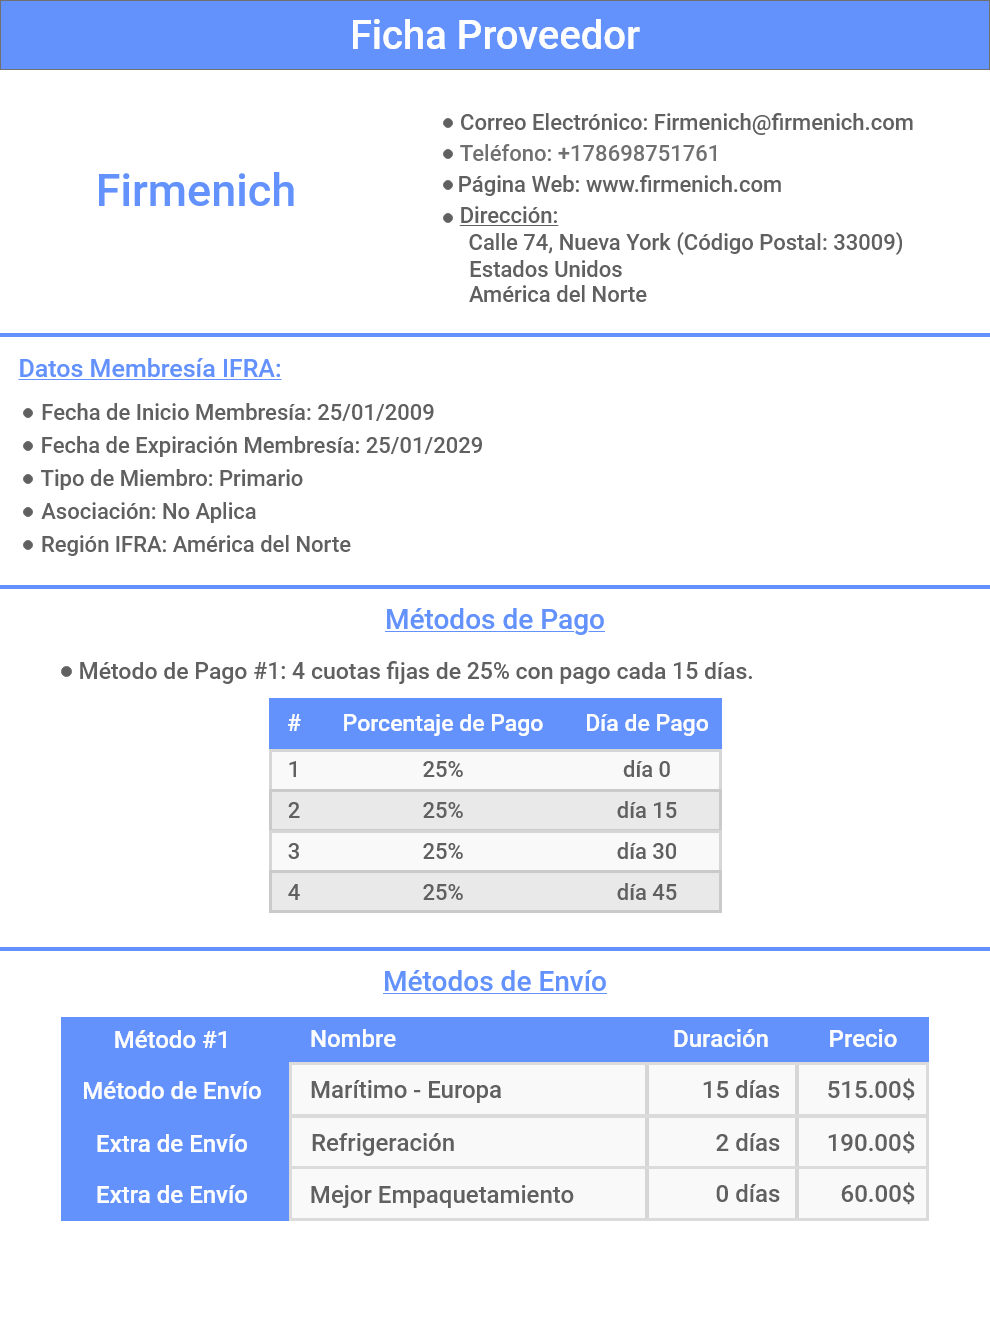 Ficha Proveedor
Firmenich
• Correo Electrónico: Firmenich@firmenich.com
• Teléfono: +178698751761
• Página Web: www.firmenich.com
• Dirección:
Calle 74, Nueva York (Código Postal: 33009)
Estados Unidos
América del Norte
Datos Membresía IFRA:
• Fecha de Inicio Membresía: 25/01/2009
• Fecha de Expiración Membresía: 25/01/2029
• Tipo de Miembro: Primario
• Asociación: No Aplica
• Región IFRA: América del Norte
Métodos de Pago
• Método de Pago #1: 4 cuotas fijas de 25% con pago cada 15 días.
# Porcentaje de Pago Día de Pago
1 25% día 0
2 25% día 15
3 25% día 30
4 25% día 45
Métodos de Envío
Método #1 Nombre Duración Precio
Método de Envío Marítimo - Europa 15 días 515.00$
Extra de Envío Refrigeración 2 días 190.00$
Extra de Envío Mejor Empaquetamiento 0 días 60.00$